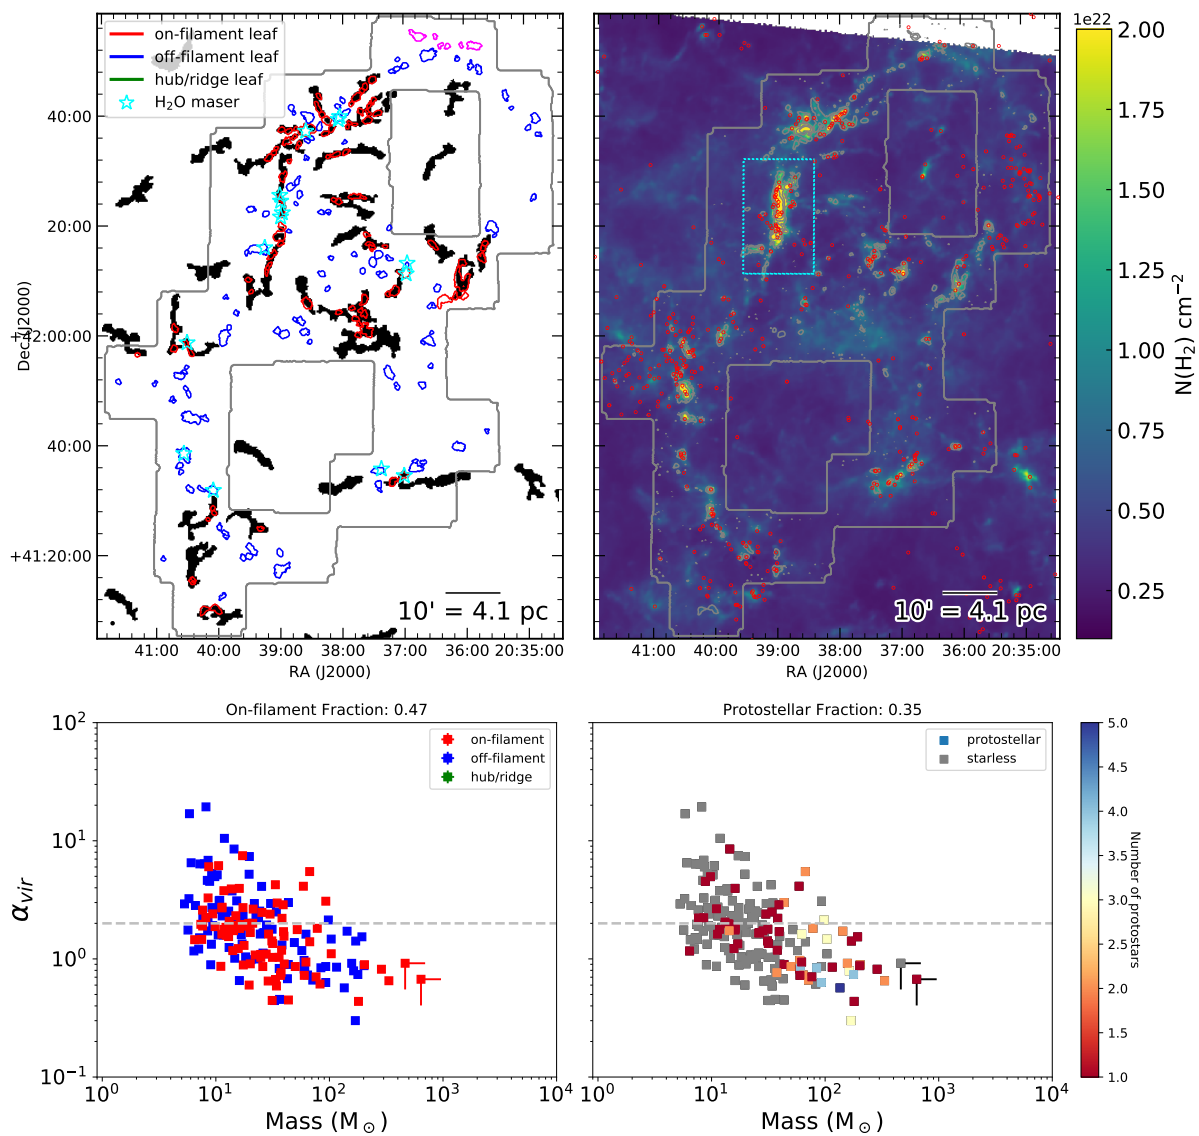 on-filament leaf
off-filament leaf
hub/ridge leaf
H₂O maser
40:00
20:00
+42:00:00
40:00
+41:20:00
Dec (J2000)
10' = 4.1 pc
41:00
40:00
39:00
38:00
37:00
36:00
20:35:00
RA (J2000)
10' = 4.1 pc
41:00
40:00
39:00
38:00
37:00
36:00
20:35:00
RA (J2000)
1e22
2.00
1.75
1.50
1.25
1.00
0.75
0.50
0.25
N(H₂) cm⁻²
On-filament Fraction: 0.47
on-filament
off-filament
hub/ridge
10²
10¹
10⁰
10⁻¹
α_vir
10⁰
10¹
10²
10³
10⁴
Mass (M⊙)
Protostellar Fraction: 0.35
protostellar
starless
10⁰
10¹
10²
10³
10⁴
Mass (M⊙)
5.0
4.5
4.0
3.5
3.0
2.5
2.0
1.5
1.0
Number of protostars